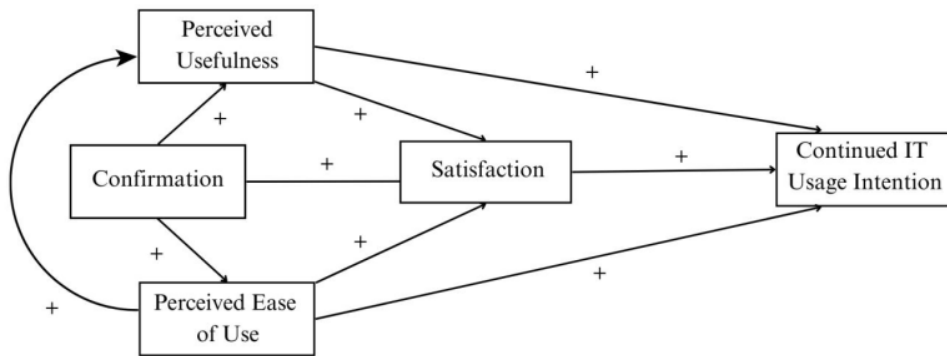 Perceived
Usefulness
+
+
+
Confirmation
+
Satisfaction
+
Continued IT
Usage Intention
+
+
+
+
Perceived Ease
of Use